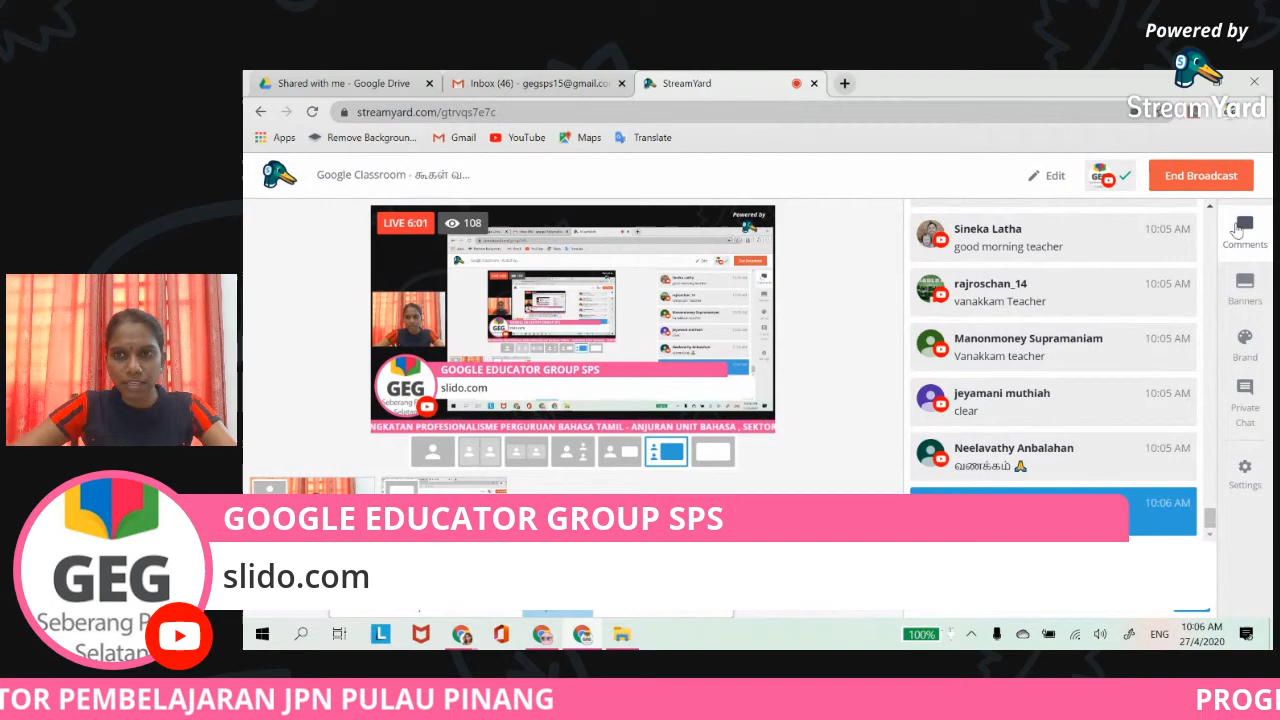 Powered by
StreamYard
Shared with me - Google Drive
Inbox (46) - gegsps15@gmail.co
StreamYard
streamyard.com/gtrvqs7e7c
Apps
Remove Backgroun...
Gmail
YouTube
Maps
Translate
Google Classroom - கூகள் வ...
Edit
End Broadcast
LIVE 6:01
108
Powered by
Sineka Latha 10:05 AM
good morning teacher
rajroschan_14 10:05 AM
vanakkam Teacher
Manonmoney Supramaniam 10:05 AM
Vanakkam teacher
jeyamani muthiah 10:05 AM
clear
Neelavathy Anbalahan 10:05 AM
வணக்கம் 🙏
10:06 AM
Comments
Banners
Brand
Private
Chat
Settings
GEG
GOOGLE EDUCATOR GROUP SPS
slido.com
NGKATAN PROFESIONALISME PERGURUAN BAHASA TAMIL - ANJURAN UNIT BAHASA , SEKTOR
GOOGLE EDUCATOR GROUP SPS
slido.com
GEG
Seberang P
Selatan
100%
ENG
10:06 AM
27/4/2020
TOR PEMBELAJARAN JPN PULAU PINANG
PROG